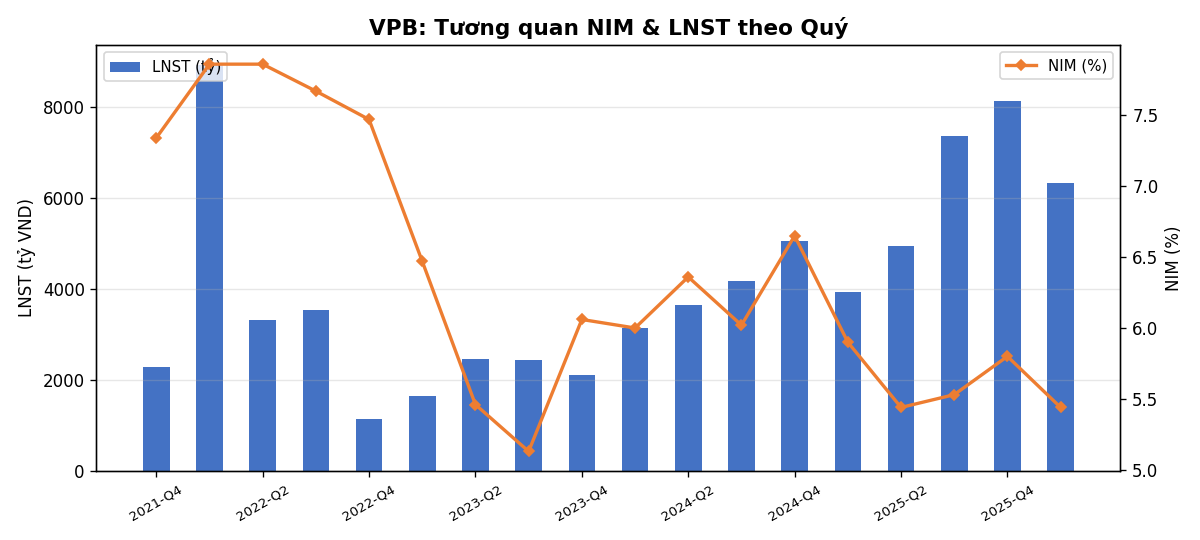 VPB: Tương quan NIM & LNST theo Quý
LNST (tỷ)
NIM (%)
LNST (tỷ VND)
8000
6000
4000
2000
0
7.5
7.0
6.5
6.0
5.5
5.0
NIM (%)
2021-Q4
2022-Q2
2022-Q4
2023-Q2
2023-Q4
2024-Q2
2024-Q4
2025-Q2
2025-Q4